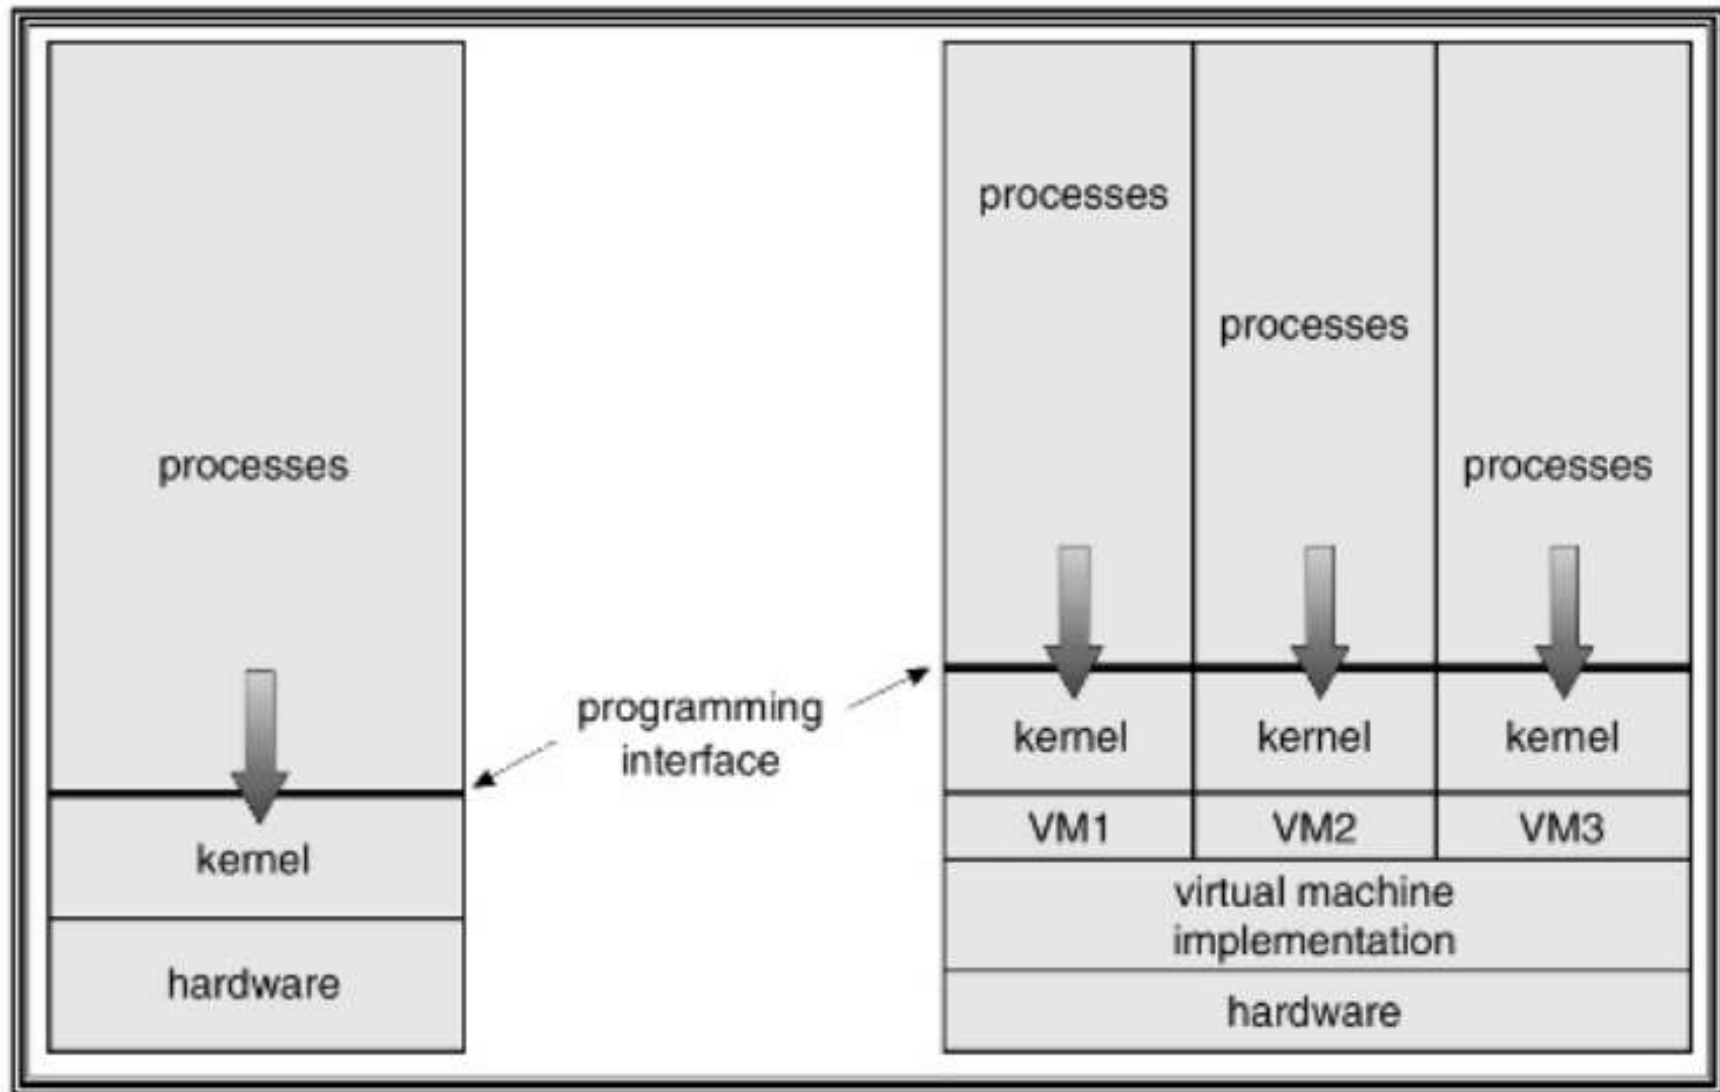 processes
kernel
hardware
programming
interface
processes
processes
processes
kernel
kernel
kernel
VM1
VM2
VM3
virtual machine
implementation
hardware